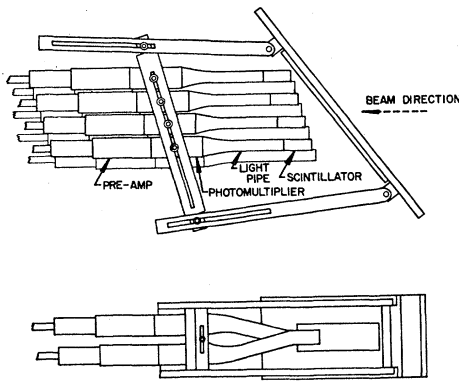 BEAM DIRECTION
LIGHT
PIPE
SCINTILLATOR
PRE-AMP
PHOTOMULTIPLIER